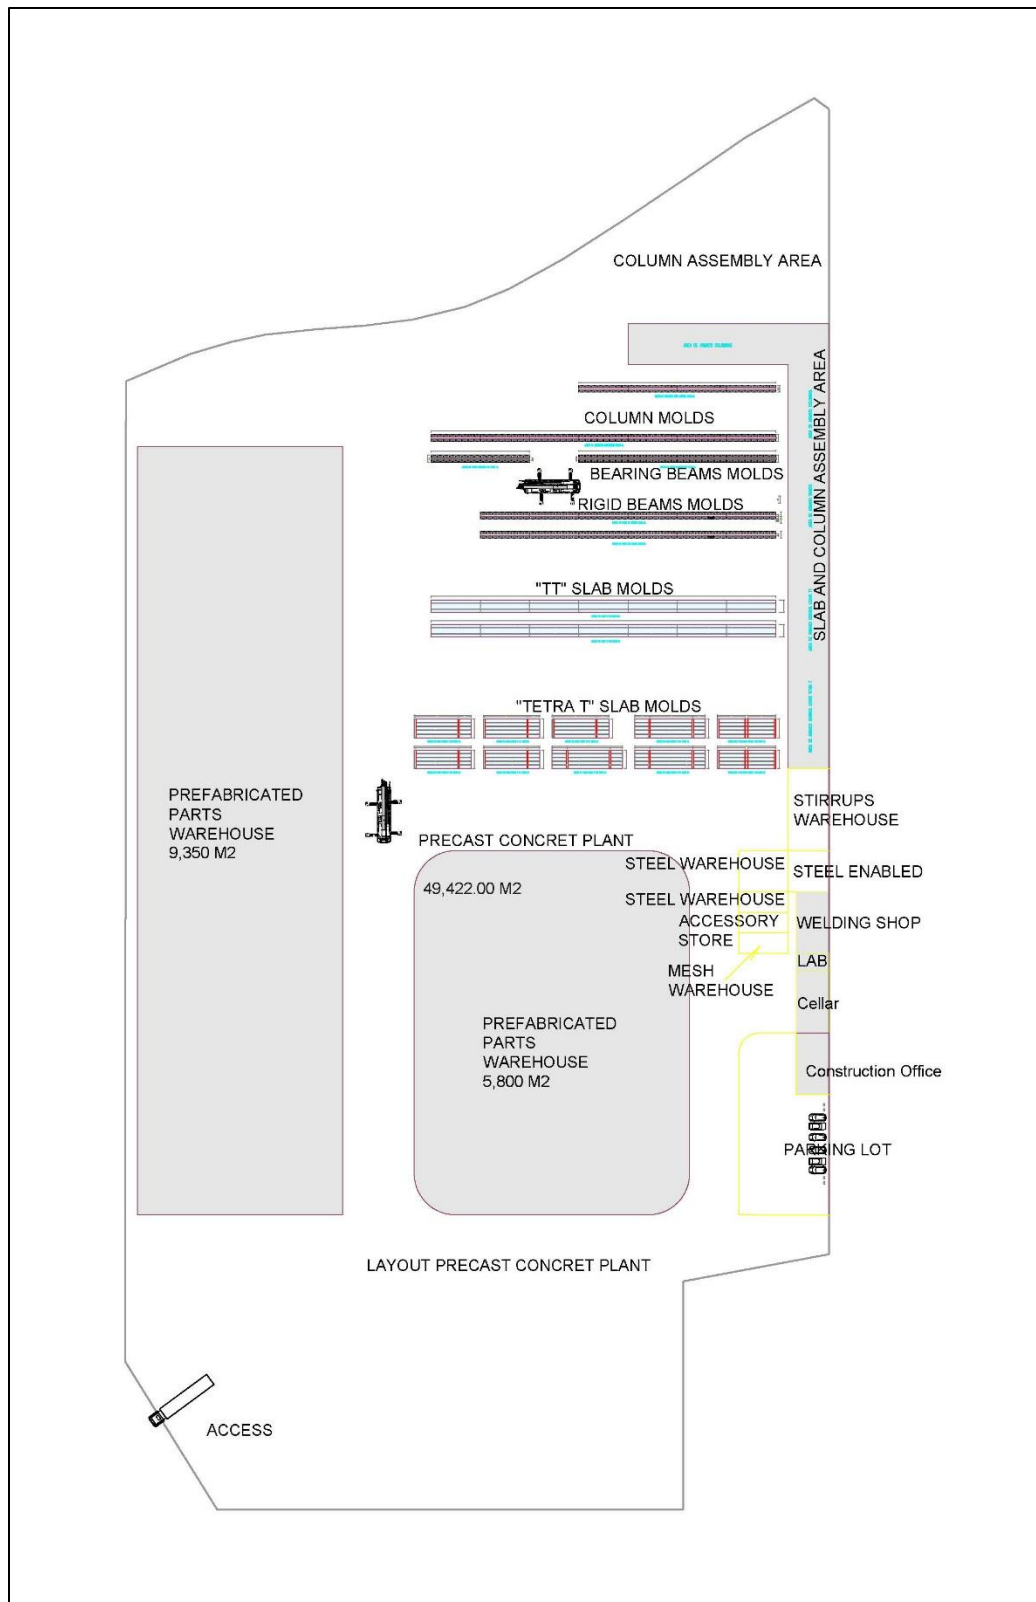 COLUMN ASSEMBLY AREA
SLAB AND COLUMN ASSEMBLY AREA
COLUMN MOLDS
BEARING BEAMS MOLDS
RIGID BEAMS MOLDS
"TT" SLAB MOLDS
"TETRA T" SLAB MOLDS
PREFABRICATED
PARTS
WAREHOUSE
9,350 M2
STIRRUPS
WAREHOUSE
PRECAST CONCRET PLANT
49,422.00 M2
STEEL WAREHOUSE
STEEL ENABLED
STEEL WAREHOUSE
ACCESSORY
STORE
WELDING SHOP
MESH
WAREHOUSE
LAB
Cellar
PREFABRICATED
PARTS
WAREHOUSE
5,800 M2
Construction Office
PARKING LOT
LAYOUT PRECAST CONCRET PLANT
ACCESS